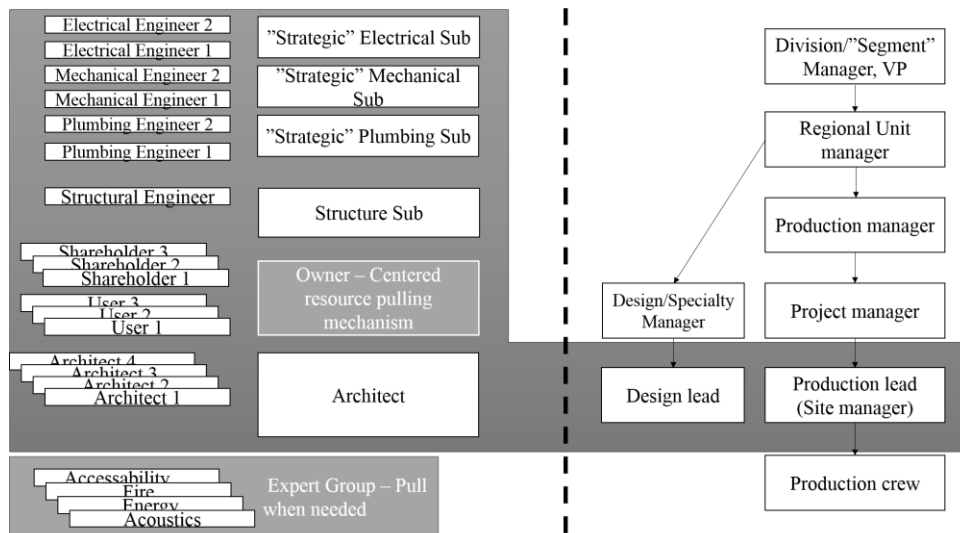 Electrical Engineer 2
Electrical Engineer 1
Mechanical Engineer 2
Mechanical Engineer 1
Plumbing Engineer 2
Plumbing Engineer 1
Structural Engineer
Shareholder 3
Shareholder 2
Shareholder 1
User 3
User 2
User 1
Architect 4
Architect 3
Architect 2
Architect 1
Accessability
Fire
Energy
Acoustics
”Strategic” Electrical Sub
”Strategic” Mechanical
Sub
”Strategic” Plumbing Sub
Structure Sub
Owner – Centered
resource pulling
mechanism
Architect
Expert Group – Pull
when needed
Division/”Segment”
Manager, VP
Regional Unit
manager
Production manager
Design/Specialty
Manager
Project manager
Design lead
Production lead
(Site manager)
Production crew